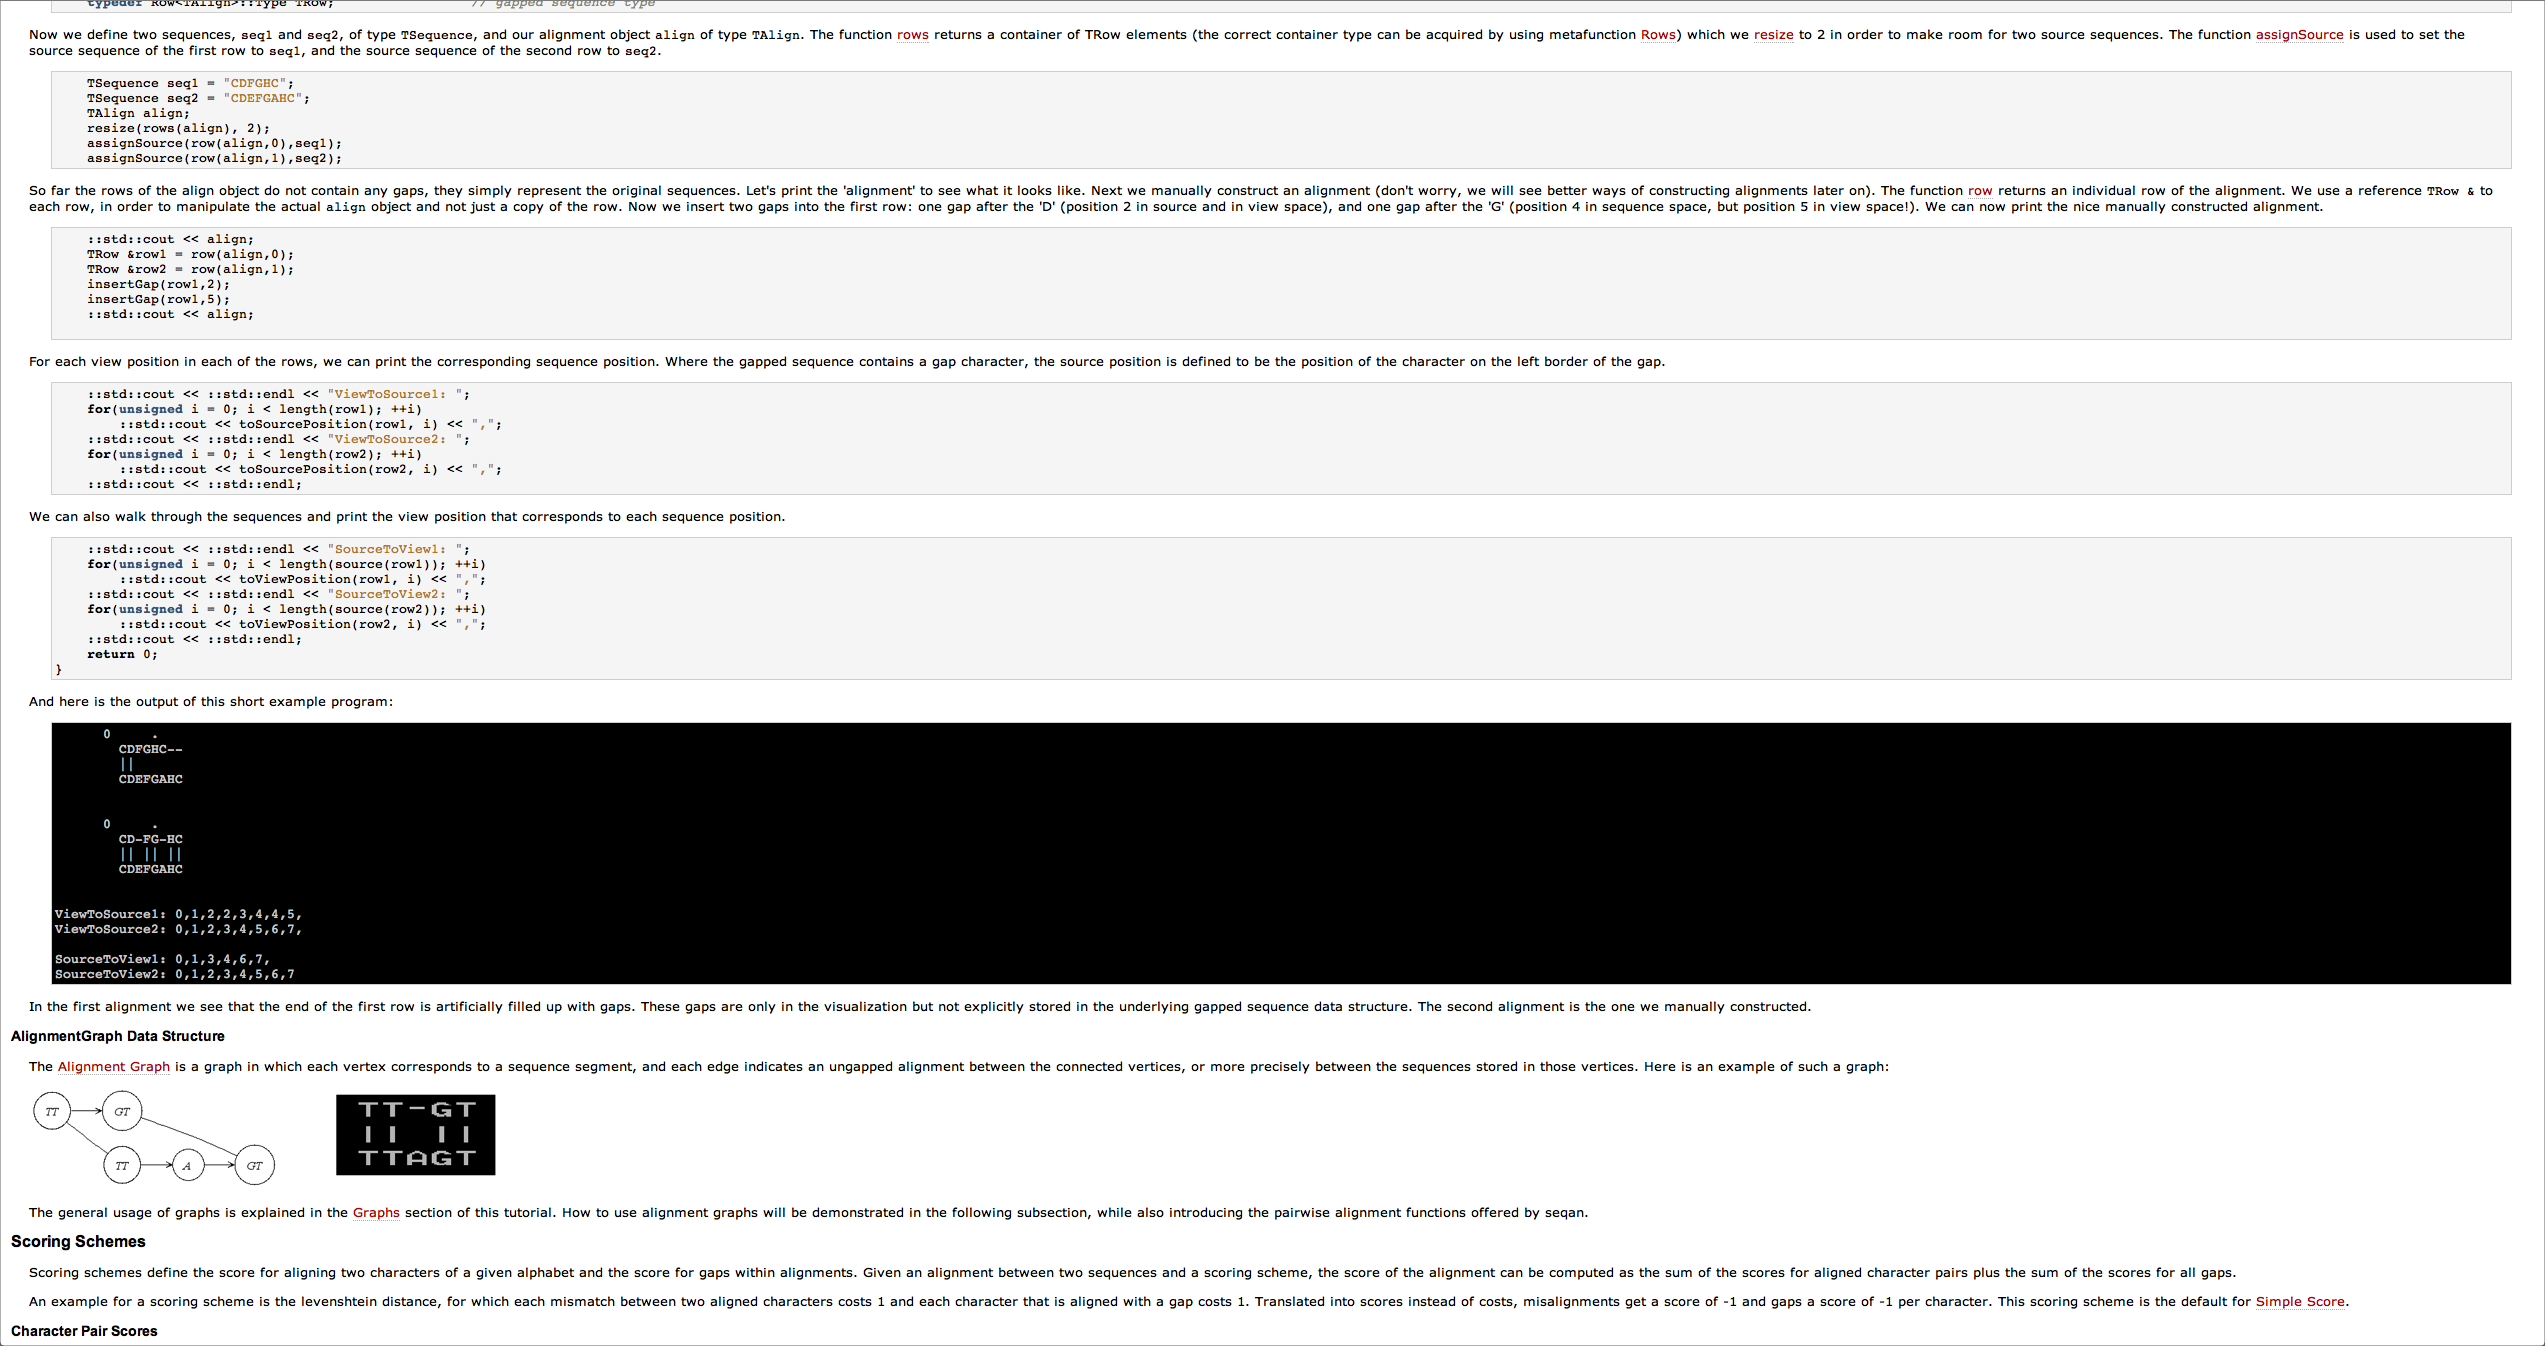 typedef Row<TAlign>::Type TRow;                 // gapped sequence type
Now we define two sequences, seq1 and seq2, of type TSequence, and our alignment object align of type TAlign. The function rows returns a container of TRow elements (the correct container type can be acquired by using metafunction Rows) which we resize to 2 in order to make room for two source sequences. The function assignSource is used to set the
source sequence of the first row to seq1, and the source sequence of the second row to seq2.
TSequence seq1 = "CDFGHC";
TSequence seq2 = "CDEFGAHC";
TAlign align;
resize(rows(align), 2);
assignSource(row(align,0),seq1);
assignSource(row(align,1),seq2);
So far the rows of the align object do not contain any gaps, they simply represent the original sequences. Let's print the 'alignment' to see what it looks like. Next we manually construct an alignment (don't worry, we will see better ways of constructing alignments later on). The function row returns an individual row of the alignment. We use a reference TRow & to
each row, in order to manipulate the actual align object and not just a copy of the row. Now we insert two gaps into the first row: one gap after the 'D' (position 2 in source and in view space), and one gap after the 'G' (position 4 in sequence space, but position 5 in view space!). We can now print the nice manually constructed alignment.
::std::cout << align;
TRow &row1 = row(align,0);
TRow &row2 = row(align,1);
insertGap(row1,2);
insertGap(row1,5);
::std::cout << align;
For each view position in each of the rows, we can print the corresponding sequence position. Where the gapped sequence contains a gap character, the source position is defined to be the position of the character on the left border of the gap.
::std::cout << ::std::endl << "ViewToSource1: ";
for(unsigned i = 0; i < length(row1); ++i)
    ::std::cout << toSourcePosition(row1, i) << ",";
::std::cout << ::std::endl << "ViewToSource2: ";
for(unsigned i = 0; i < length(row2); ++i)
    ::std::cout << toSourcePosition(row2, i) << ",";
::std::cout << ::std::endl;
We can also walk through the sequences and print the view position that corresponds to each sequence position.
::std::cout << ::std::endl << "SourceToView1: ";
for(unsigned i = 0; i < length(source(row1)); ++i)
    ::std::cout << toViewPosition(row1, i) << ",";
::std::cout << ::std::endl << "SourceToView2: ";
for(unsigned i = 0; i < length(source(row2)); ++i)
    ::std::cout << toViewPosition(row2, i) << ",";
::std::cout << ::std::endl;
return 0;
}
And here is the output of this short example program:
0     .
CDFGHC--
||
CDEFGAHC
0     .
CD-FG-HC
|| || ||
CDEFGAHC
ViewToSource1: 0,1,2,2,3,4,4,5,
ViewToSource2: 0,1,2,3,4,5,6,7,
SourceToView1: 0,1,3,4,6,7,
SourceToView2: 0,1,2,3,4,5,6,7
In the first alignment we see that the end of the first row is artificially filled up with gaps. These gaps are only in the visualization but not explicitly stored in the underlying gapped sequence data structure. The second alignment is the one we manually constructed.
AlignmentGraph Data Structure
The Alignment Graph is a graph in which each vertex corresponds to a sequence segment, and each edge indicates an ungapped alignment between the connected vertices, or more precisely between the sequences stored in those vertices. Here is an example of such a graph:
TT GT
TT A GT
TT-GT
|| ||
TTAGT
The general usage of graphs is explained in the Graphs section of this tutorial. How to use alignment graphs will be demonstrated in the following subsection, while also introducing the pairwise alignment functions offered by seqan.
Scoring Schemes
Scoring schemes define the score for aligning two characters of a given alphabet and the score for gaps within alignments. Given an alignment between two sequences and a scoring scheme, the score of the alignment can be computed as the sum of the scores for aligned character pairs plus the sum of the scores for all gaps.
An example for a scoring scheme is the levenshtein distance, for which each mismatch between two aligned characters costs 1 and each character that is aligned with a gap costs 1. Translated into scores instead of costs, misalignments get a score of -1 and gaps a score of -1 per character. This scoring scheme is the default for Simple Score.
Character Pair Scores